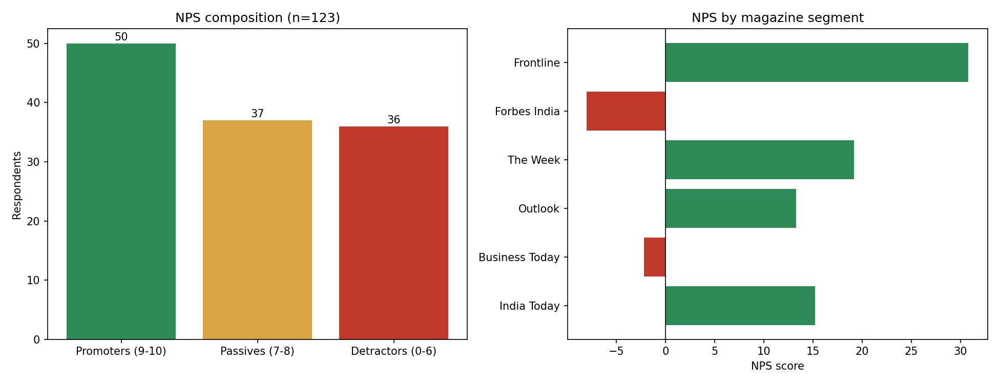 NPS composition (n=123)
Respondents
50
40
30
20
10
0
50
37
36
Promoters (9-10)
Passives (7-8)
Detractors (0-6)
NPS by magazine segment
Frontline
Forbes India
The Week
Outlook
Business Today
India Today
−5
0
5
10
15
20
25
30
NPS score